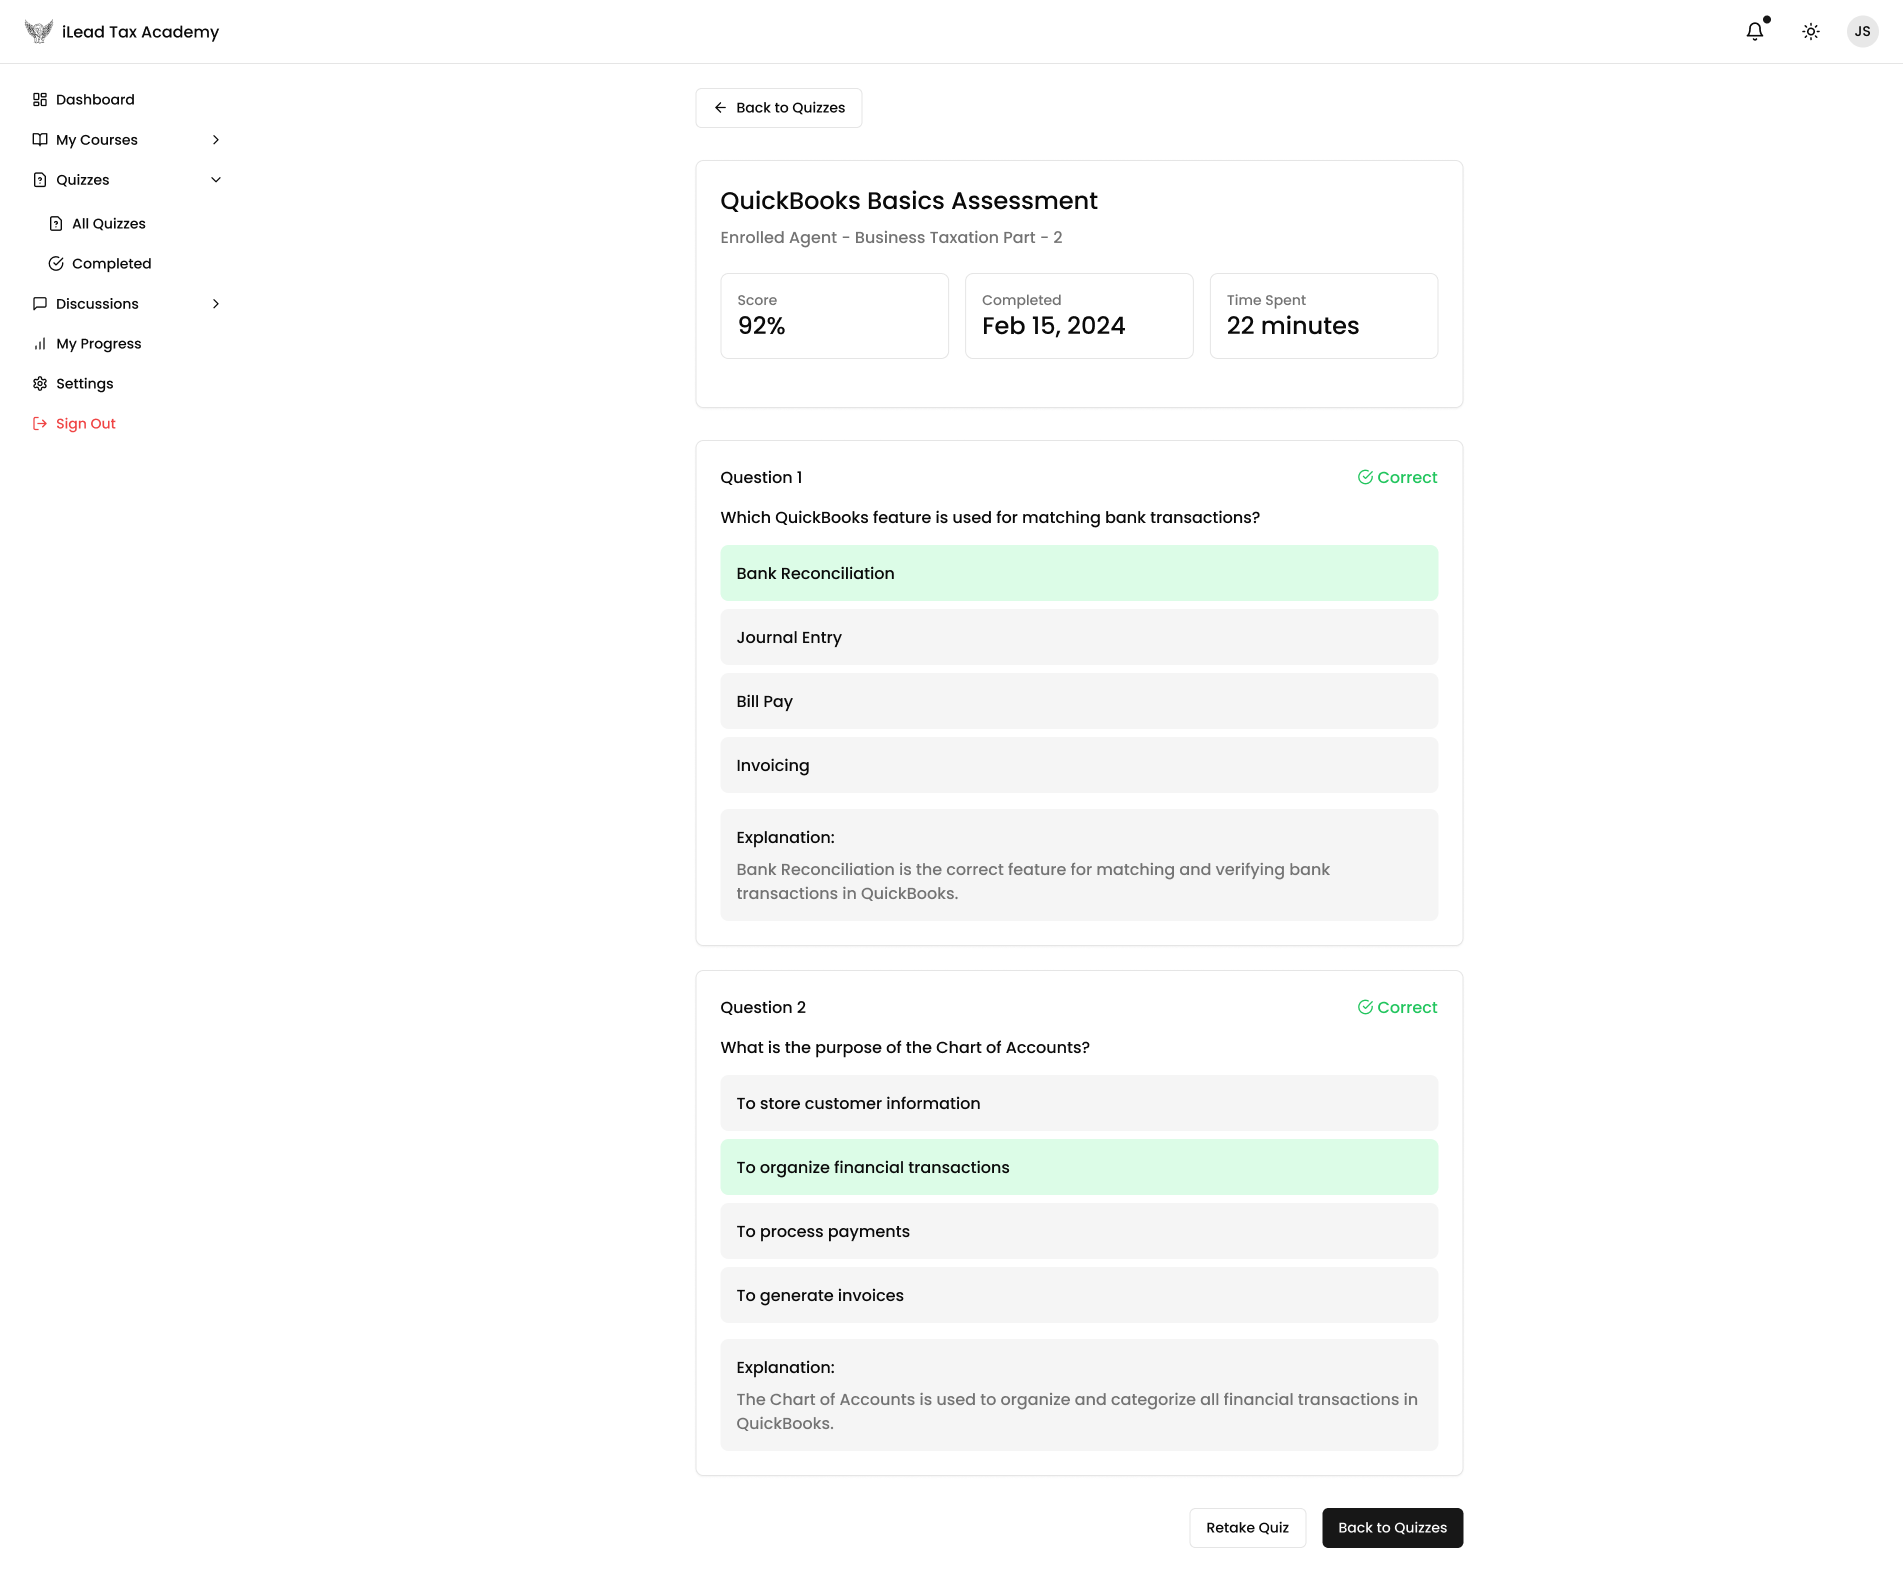 iLead Tax Academy
JS
Dashboard
My Courses
Quizzes
All Quizzes
Completed
Discussions
My Progress
Settings
Sign Out
Back to Quizzes
QuickBooks Basics Assessment
Enrolled Agent - Business Taxation Part - 2
Score
92%
Completed
Feb 15, 2024
Time Spent
22 minutes
Question 1
Correct
Which QuickBooks feature is used for matching bank transactions?
Bank Reconciliation
Journal Entry
Bill Pay
Invoicing
Explanation:
Bank Reconciliation is the correct feature for matching and verifying bank
transactions in QuickBooks.
Question 2
Correct
What is the purpose of the Chart of Accounts?
To store customer information
To organize financial transactions
To process payments
To generate invoices
Explanation:
The Chart of Accounts is used to organize and categorize all financial transactions in
QuickBooks.
Retake Quiz
Back to Quizzes